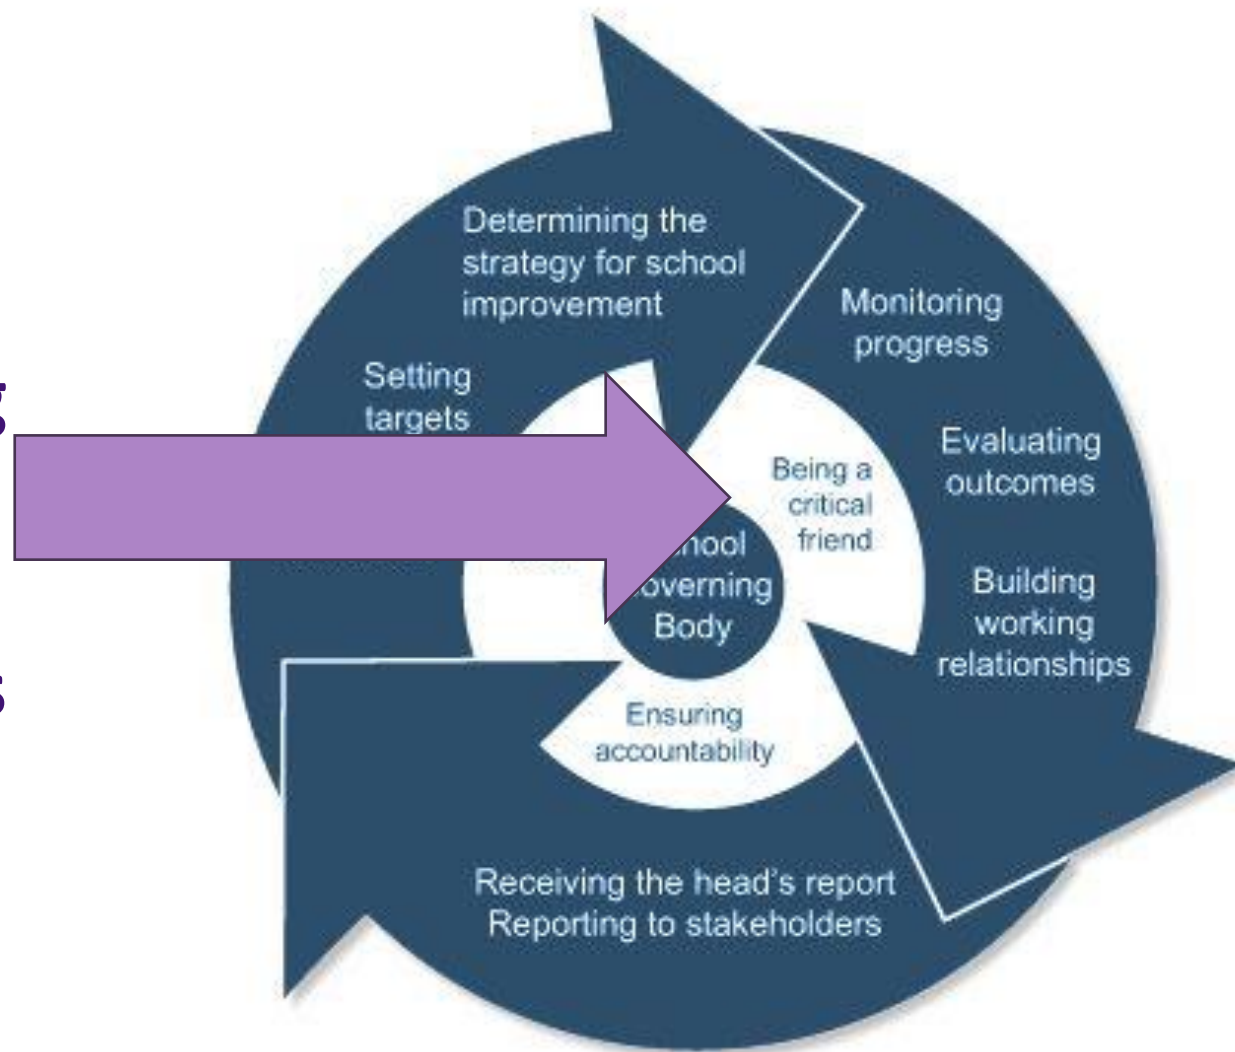 Determining the
strategy for school
improvement
Setting
targets
Monitoring
progress
Evaluating
outcomes
Building
working
relationships
Being a
critical
friend
Body
Ensuring
accountability
Receiving the head's report
Reporting to stakeholders